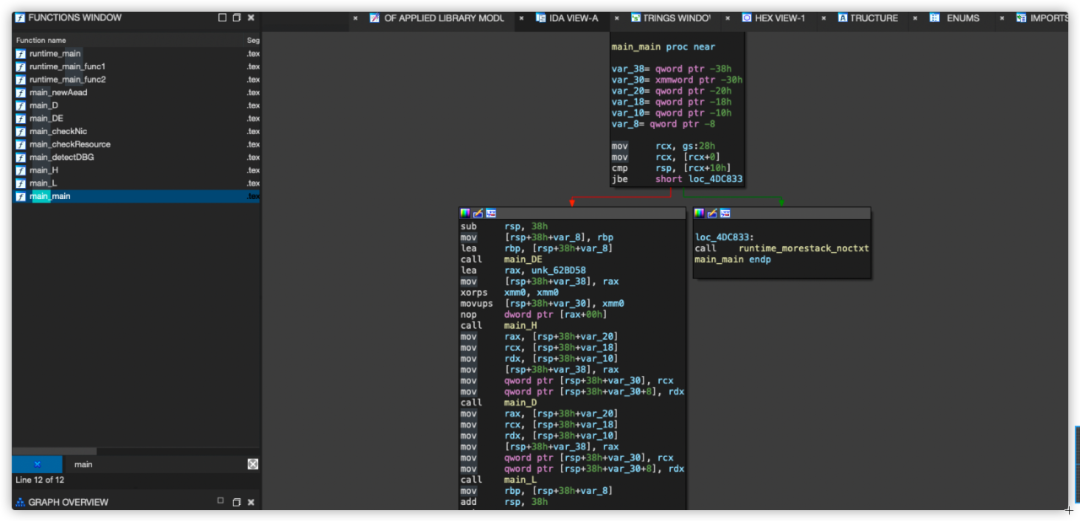 FUNCTIONS WINDOW
OF APPLIED LIBRARY MODU
IDA VIEW-A
TRINGS WINDO
HEX VIEW-1
TRUCTURE
ENUMS
IMPORTS
Function name Seg
runtime_main .tex
runtime_main_func1 .tex
runtime_main_func2 .tex
main_newAead .tex
main_D .tex
main_DE .tex
main_checkNic .tex
main_checkResource .tex
main_detectDBG .tex
main_H .tex
main_L .tex
main_main .tex
main
Line 12 of 12
GRAPH OVERVIEW
main_main proc near
var_38= qword ptr -38h
var_30= xmmword ptr -30h
var_20= qword ptr -20h
var_18= qword ptr -18h
var_10= qword ptr -10h
var_8= qword ptr -8
mov rcx, gs:28h
mov rcx, [rcx+0]
cmp rsp, [rcx+10h]
jbe short loc_4DC833
sub rsp, 38h
mov [rsp+38h+var_8], rbp
lea rbp, [rsp+38h+var_8]
call main_DE
lea rax, unk_62BD58
mov [rsp+38h+var_38], rax
xorps xmm0, xmm0
movups [rsp+38h+var_30], xmm0
nop dword ptr [rax+00h]
call main_H
mov rax, [rsp+38h+var_20]
mov rcx, [rsp+38h+var_18]
mov rdx, [rsp+38h+var_10]
mov [rsp+38h+var_38], rax
mov qword ptr [rsp+38h+var_30], rcx
mov qword ptr [rsp+38h+var_30+8], rdx
call main_D
mov rax, [rsp+38h+var_20]
mov rcx, [rsp+38h+var_18]
mov rdx, [rsp+38h+var_10]
mov [rsp+38h+var_38], rax
mov qword ptr [rsp+38h+var_30], rcx
mov qword ptr [rsp+38h+var_30+8], rdx
call main_L
mov rbp, [rsp+38h+var_8]
add rsp, 38h
loc_4DC833:
call runtime_morestack_noctxt
main_main endp